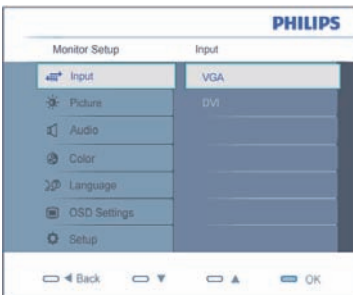 PHILIPS
Monitor Setup
Input
Input
VGA
Picture
DVI
Audio
Color
Language
OSD Settings
Setup
Back
OK